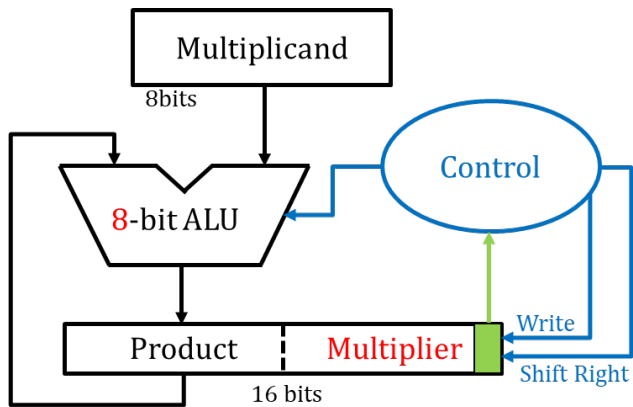 Multiplicand
8bits
Control
8-bit ALU
Write
Product
Multiplier
Shift Right
16 bits